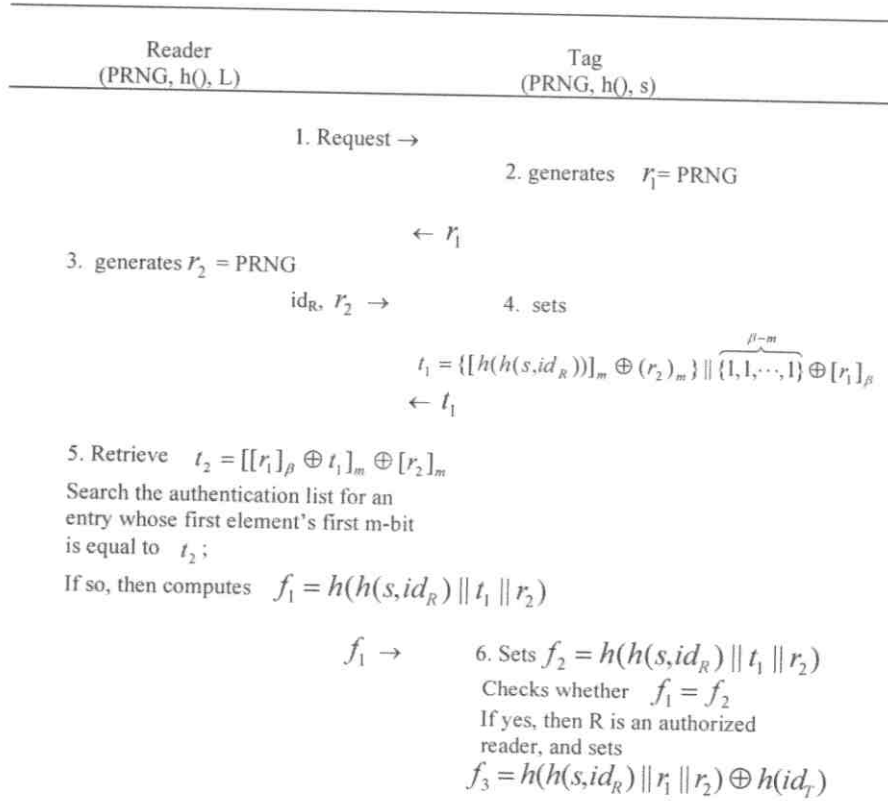 Reader
(PRNG, h(), L)
Tag
(PRNG, h(), s)
1. Request →
2. generates r₁= PRNG
← r₁
3. generates r₂ = PRNG
id_R, r₂ →
4. sets
β−m
t₁ = {[h(h(s,id_R))]_m ⊕ (r₂)_m} || {1,1,⋯,1} ⊕ [r₁]_β
← t₁
5. Retrieve t₂ = [[r₁]_β ⊕ t₁]_m ⊕ [r₂]_m
Search the authentication list for an
entry whose first element's first m-bit
is equal to t₂ ;
If so, then computes f₁ = h(h(s,id_R) || t₁ || r₂)
f₁ →
6. Sets f₂ = h(h(s,id_R) || t₁ || r₂)
Checks whether f₁ = f₂
If yes, then R is an authorized
reader, and sets
f₃ = h(h(s,id_R) || r₁ || r₂) ⊕ h(id_T)